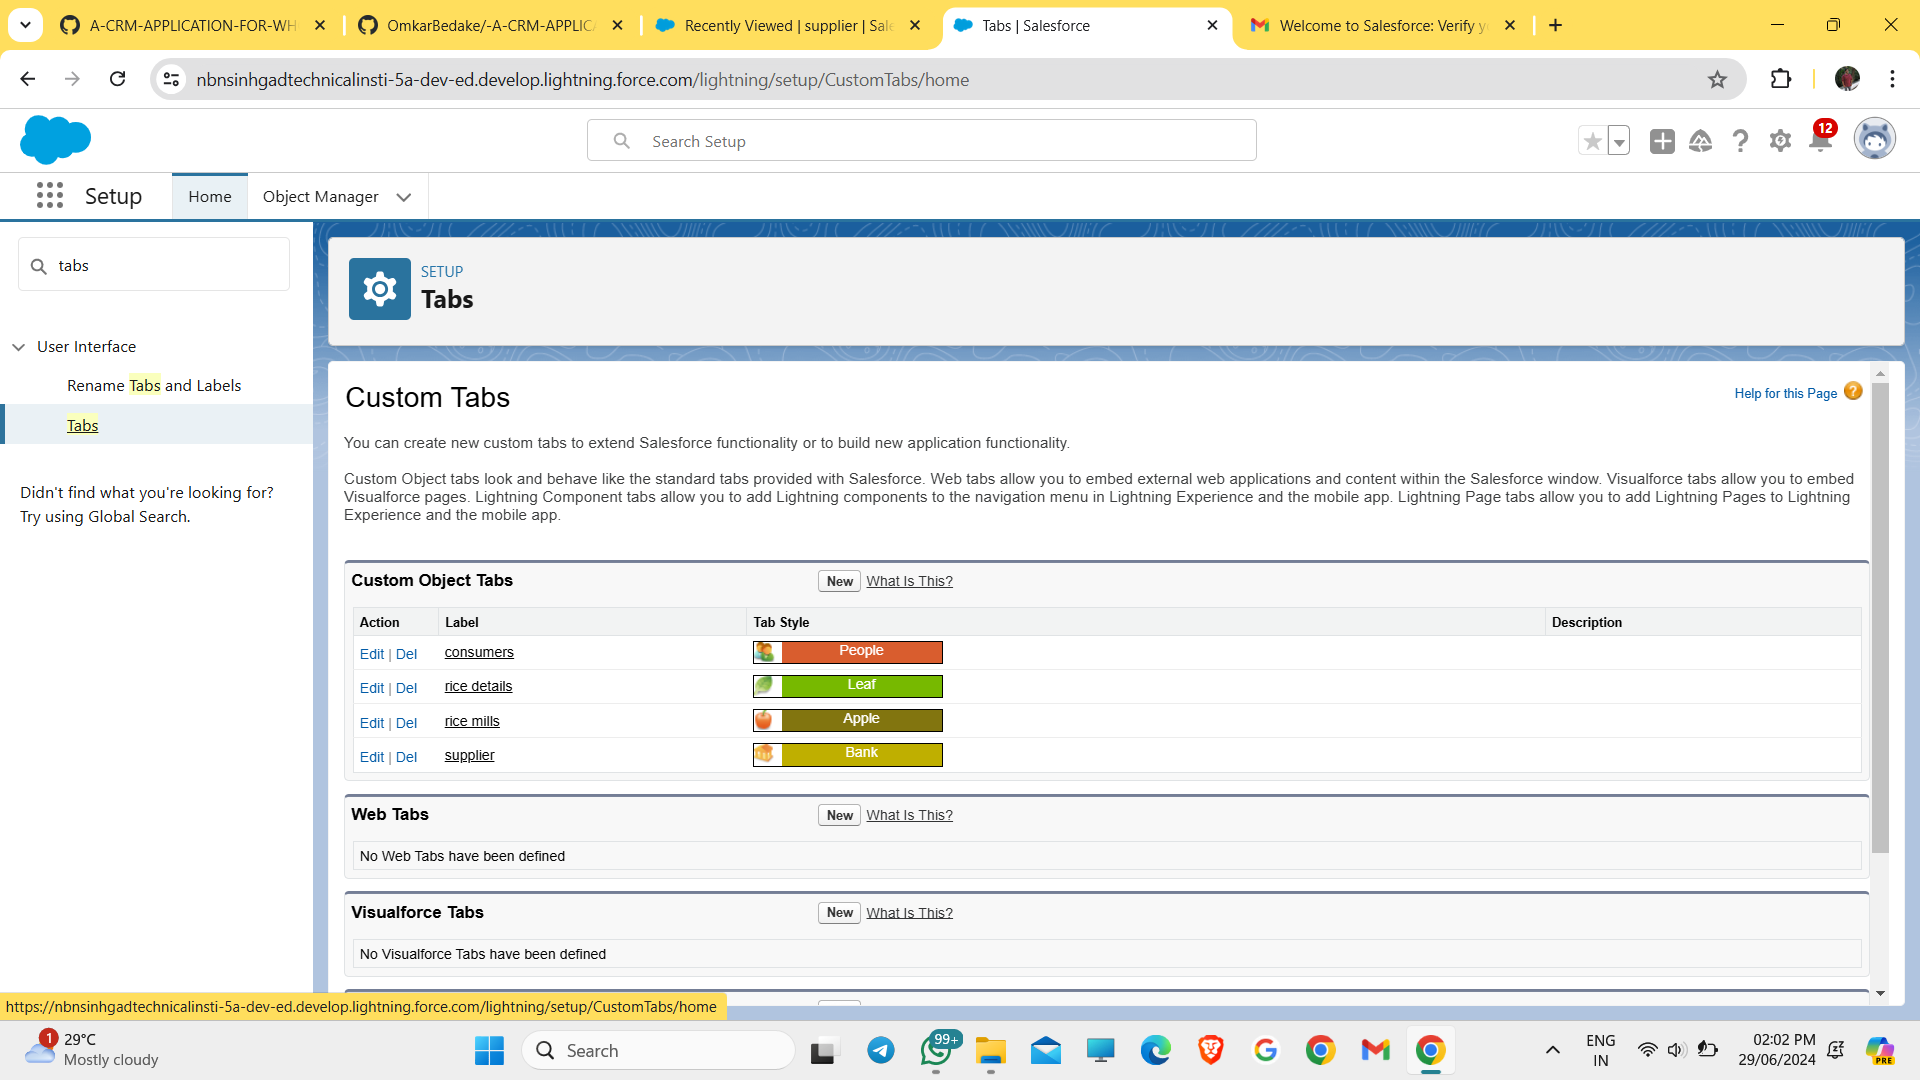 A-CRM-APPLICATION-FOR-WH
OmkarBedake/-A-CRM-APPLICA
Recently Viewed | supplier | Sale
Tabs | Salesforce
Welcome to Salesforce: Verify yo
nbnsinhgadtechnicalinsti-5a-dev-ed.develop.lightning.force.com/lightning/setup/CustomTabs/home
Search Setup
12
Setup
Home
Object Manager
tabs
SETUP
Tabs
User Interface
Rename Tabs and Labels
Tabs
Didn't find what you're looking for?
Try using Global Search.
Custom Tabs
Help for this Page
You can create new custom tabs to extend Salesforce functionality or to build new application functionality.
Custom Object tabs look and behave like the standard tabs provided with Salesforce. Web tabs allow you to embed external web applications and content within the Salesforce window. Visualforce tabs allow you to embed
Visualforce pages. Lightning Component tabs allow you to add Lightning components to the navigation menu in Lightning Experience and the mobile app. Lightning Page tabs allow you to add Lightning Pages to Lightning
Experience and the mobile app.
Custom Object Tabs New What Is This?
Action Label Tab Style Description
Edit | Del consumers People
Edit | Del rice details Leaf
Edit | Del rice mills Apple
Edit | Del supplier Bank
Web Tabs New What Is This?
No Web Tabs have been defined
Visualforce Tabs New What Is This?
No Visualforce Tabs have been defined
https://nbnsinhgadtechnicalinsti-5a-dev-ed.develop.lightning.force.com/lightning/setup/CustomTabs/home
1
29°C
Mostly cloudy
Search
99+
ENG
IN
02:02 PM
29/06/2024
PRE